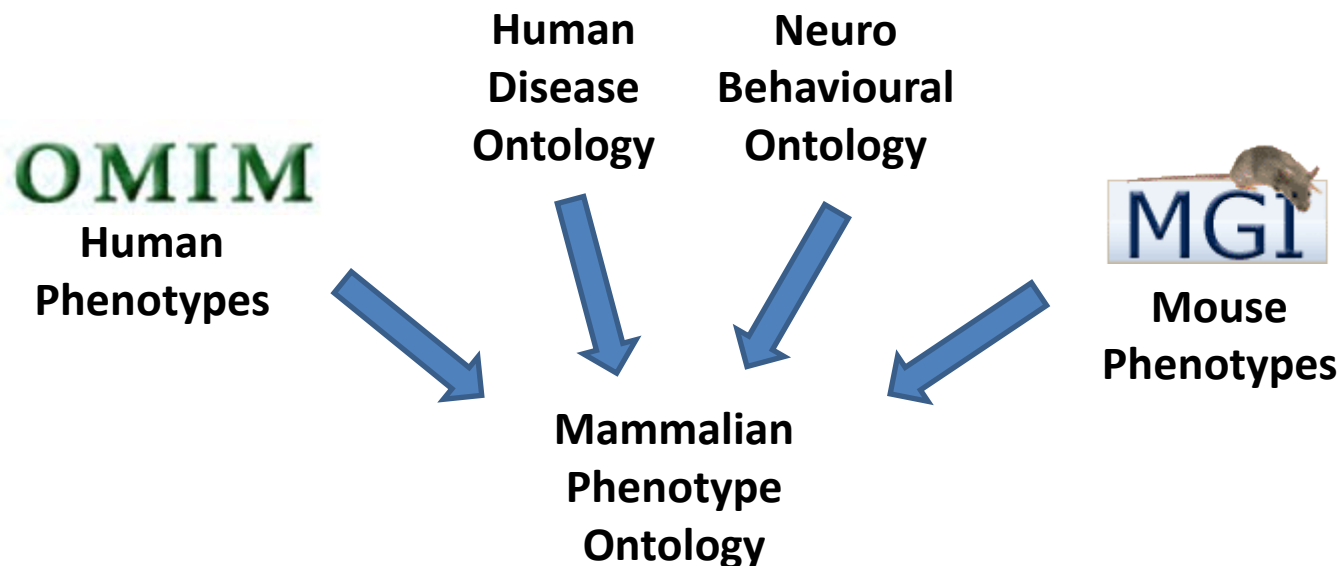 Human
Disease
Ontology
Neuro
Behavioural
Ontology
OMIM
Human
Phenotypes
MGI
Mouse
Phenotypes
Mammalian
Phenotype
Ontology